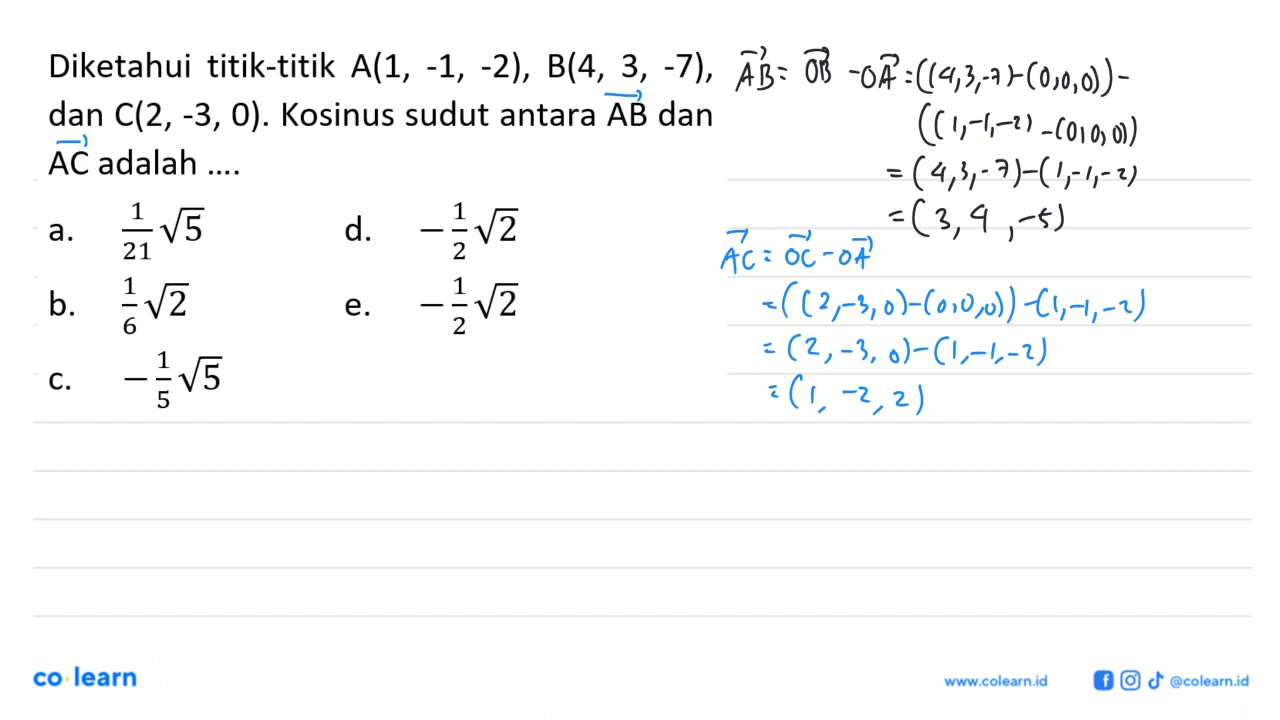 Diketahui titik-titik A(1, -1, -2), B(4, 3, -7),
dan C(2, -3, 0). Kosinus sudut antara AB dan
AC adalah ....
a. 1/21 √5
b. 1/6 √2
c. -1/5 √5
d. -1/2 √2
e. -1/2 √2
AB = OB - OA = ((4,3,-7)-(0,0,0)) -
((1,-1,-2) - (0,0,0))
= (4,3,-7)-(1,-1,-2)
= (3, 4, -5)
AC = OC - OA
= ((2,-3,0)-(0,0,0)) - (1,-1,-2)
= (2,-3,0)-(1,-1,-2)
= (1, -2, 2)
co learn
www.colearn.id
@colearn.id